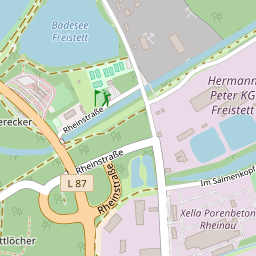 Badesee
Freistett
Hermann
Peter KG
Freistett
erecker
Rheinstraße
Rheinstraße
L 87
Rheinstraße
Im Salmenkopf
Xella Porenbeton
Rheinau
ttlöcher